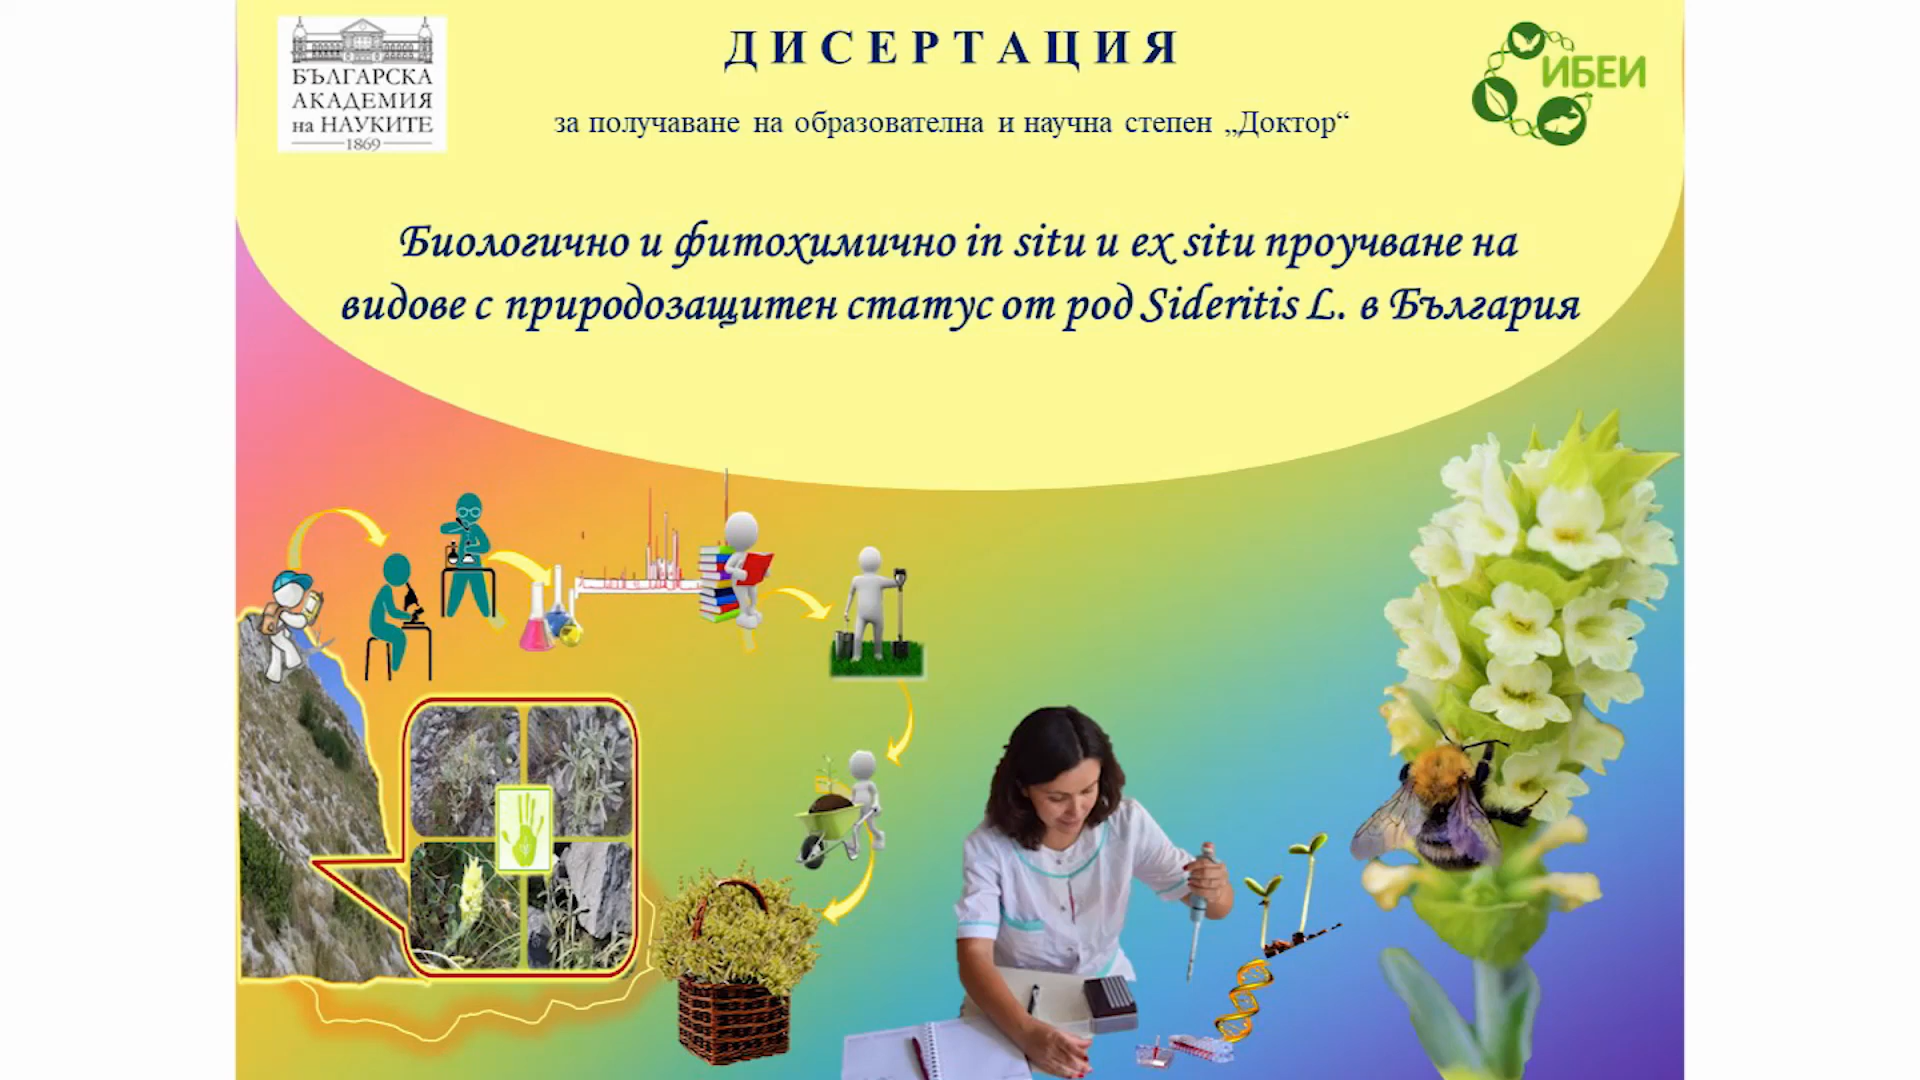 БЪЛГАРСКА
АКАДЕМИЯ
на НАУКИТЕ
1869
ДИСЕРТАЦИЯ
за получаване на образователна и научна степен „Доктор“
ИБЕИ
Биологично и фитохимично in situ и ex situ проучване на
видове с природозащитен статус от род Sideritis L. в България